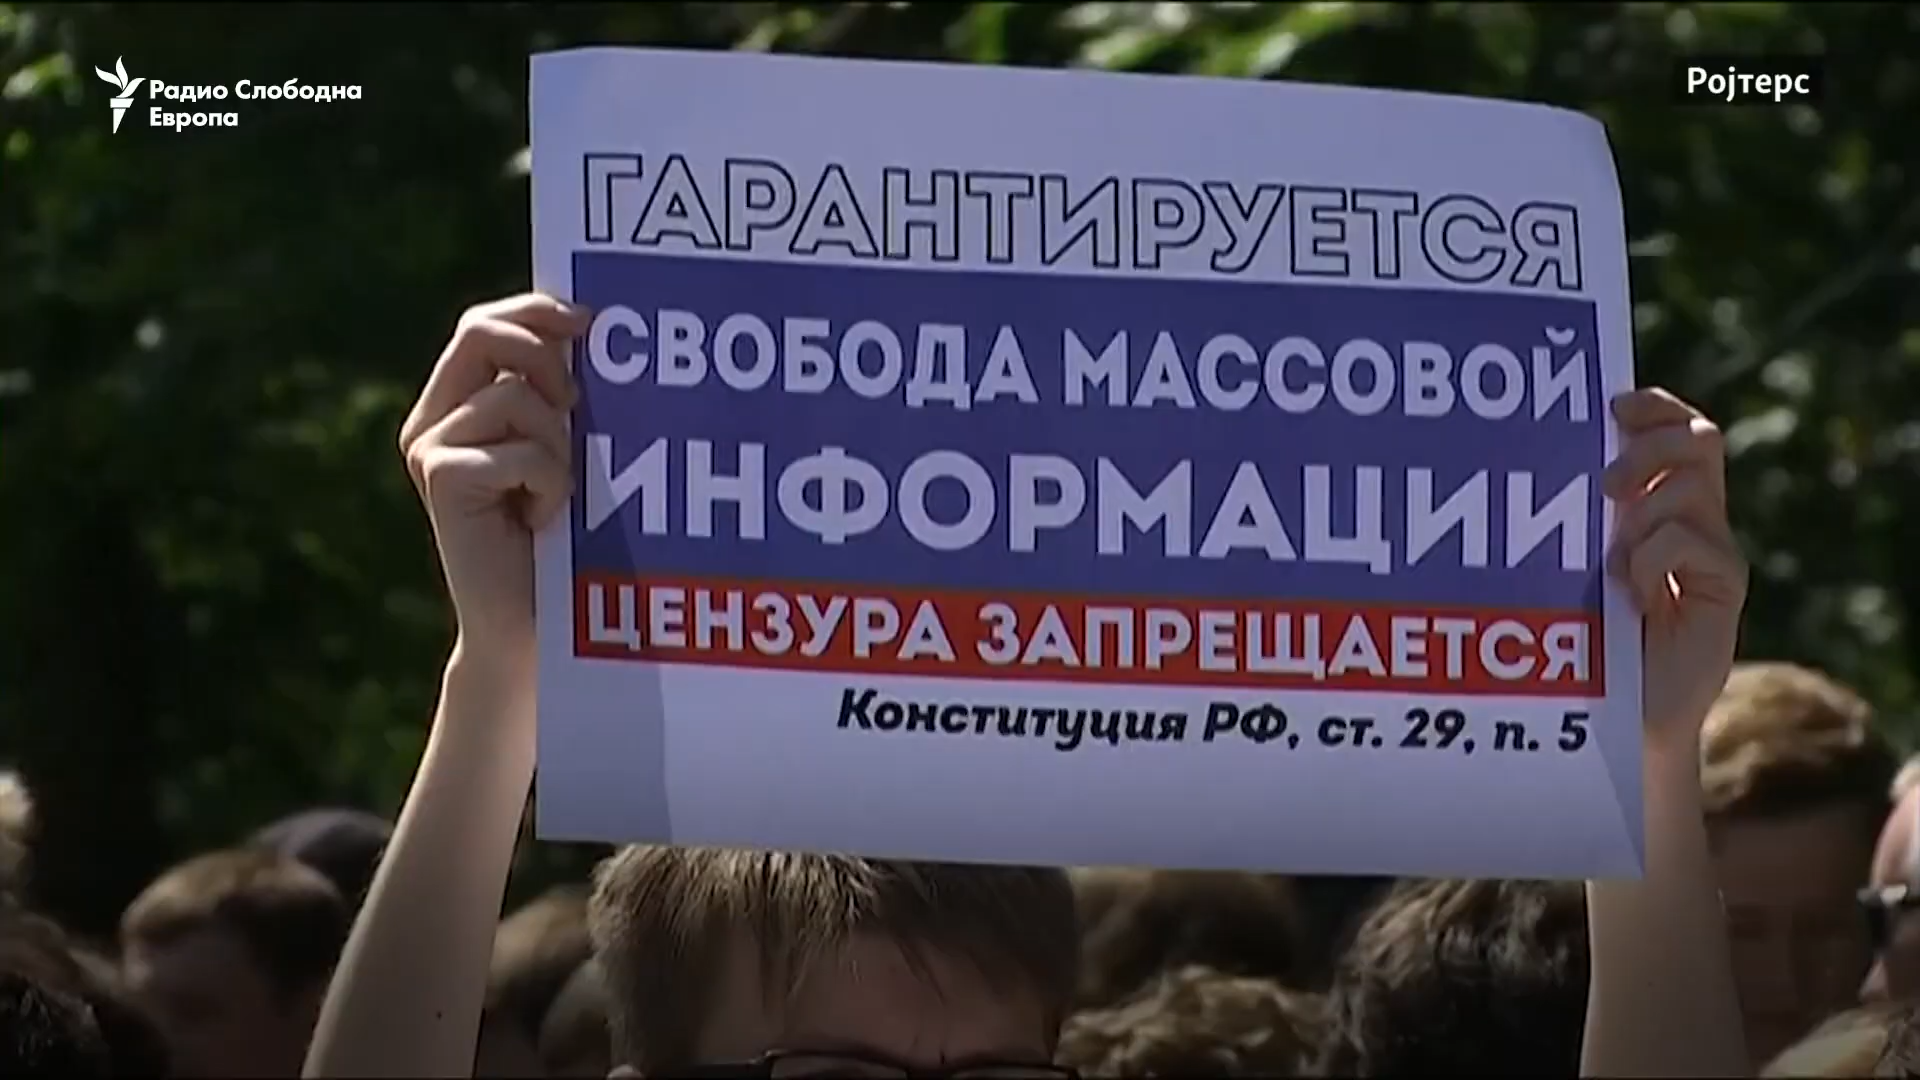 Радио Слободна
Европа
Ројтерс
ГАРАНТИРУЕТСЯ
СВОБОДА МАССОВОЙ
ИНФОРМАЦИИ
ЦЕНЗУРА ЗАПРЕЩАЕТСЯ
Конституция РФ, ст. 29, п. 5